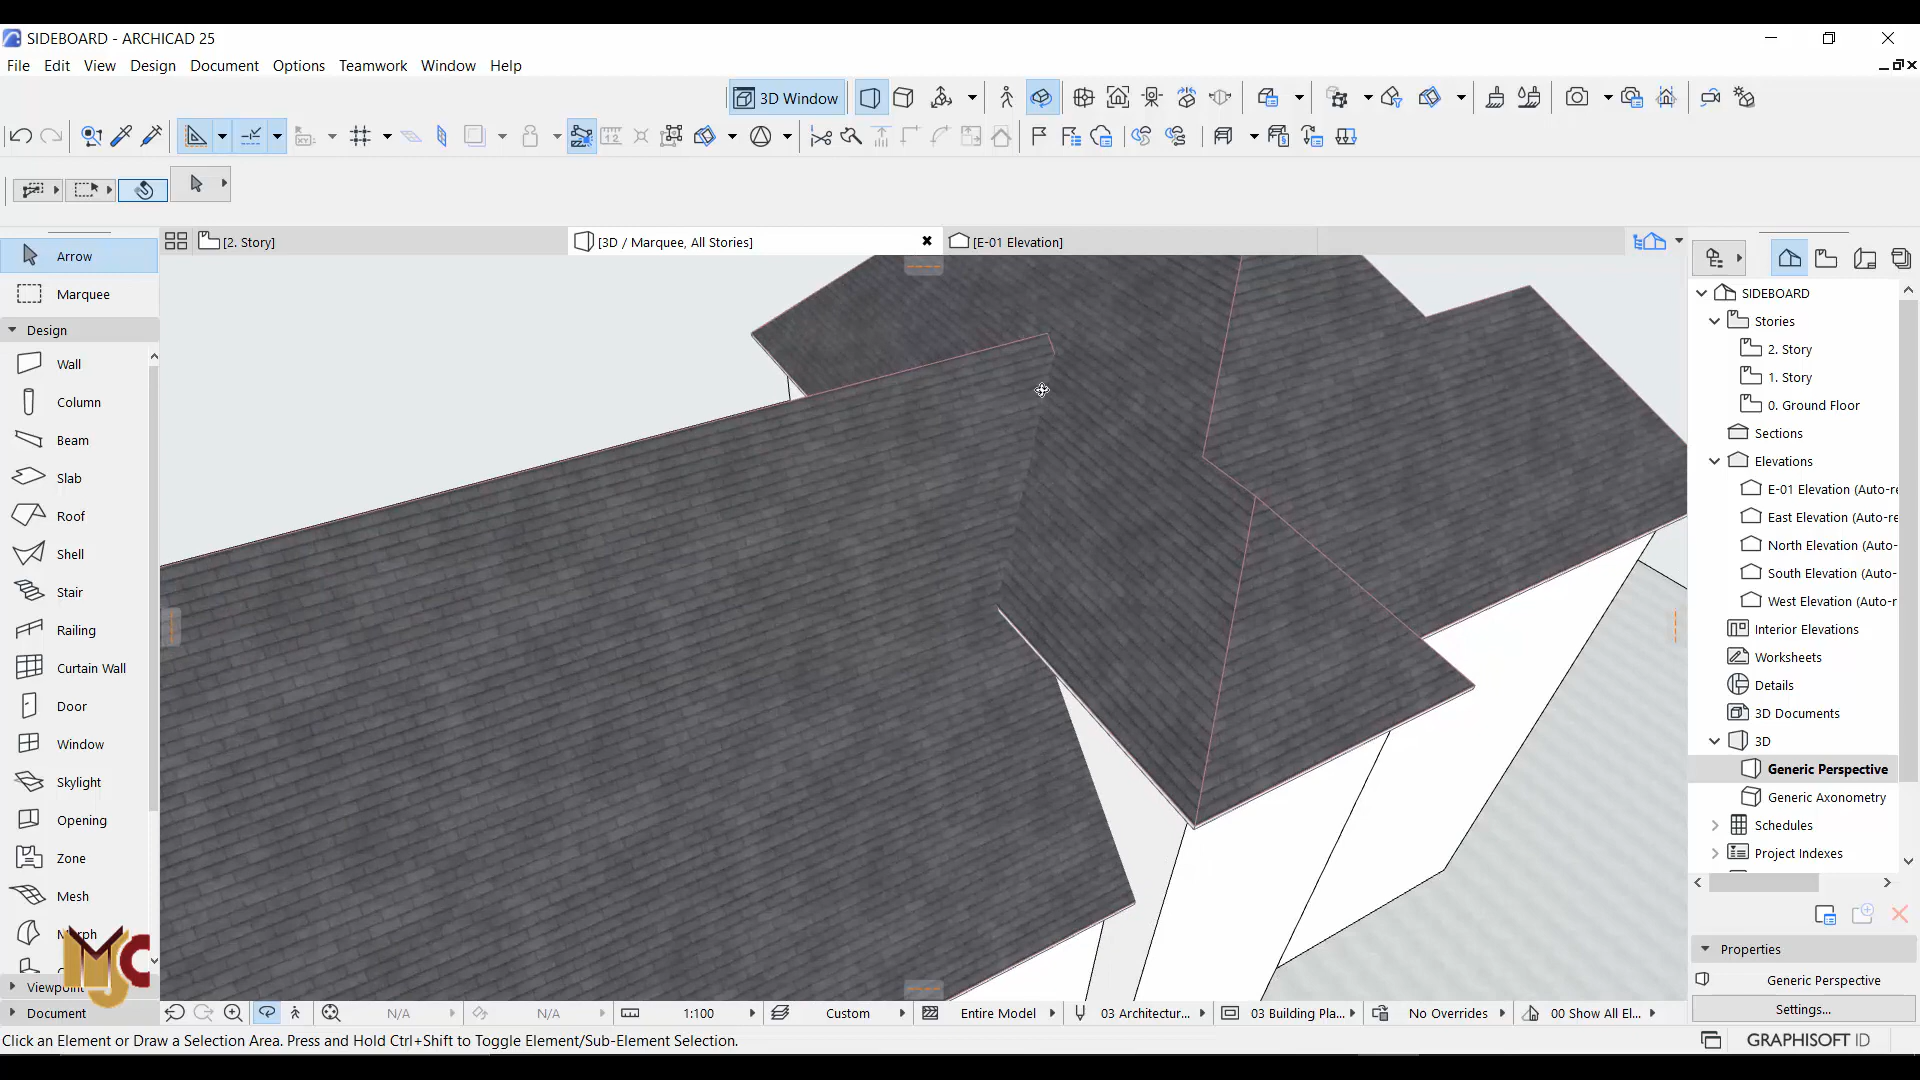 SIDEBOARD - ARCHICAD 25
File Edit View Design Document Options Teamwork Window Help
3D Window
[2. Story] [3D / Marquee, All Stories] [E-01 Elevation]
Arrow
Marquee
Design
Wall
Column
Beam
Slab
Roof
Shell
Stair
Railing
Curtain Wall
Door
Window
Skylight
Opening
Zone
Mesh
Morph
MJC
Viewpoint
Document
SIDEBOARD
Stories
2. Story
1. Story
0. Ground Floor
Sections
Elevations
E-01 Elevation (Auto-r
East Elevation (Auto-re
North Elevation (Auto-
South Elevation (Auto-
West Elevation (Auto-r
Interior Elevations
Worksheets
Details
3D Documents
3D
Generic Perspective
Generic Axonometry
Schedules
Project Indexes
Properties
Generic Perspective
Settings...
N/A N/A 1:100 Custom Entire Model 03 Architectur... 03 Building Pla... No Overrides 00 Show All El...
Click an Element or Draw a Selection Area. Press and Hold Ctrl+Shift to Toggle Element/Sub-Element Selection.
GRAPHISOFT ID